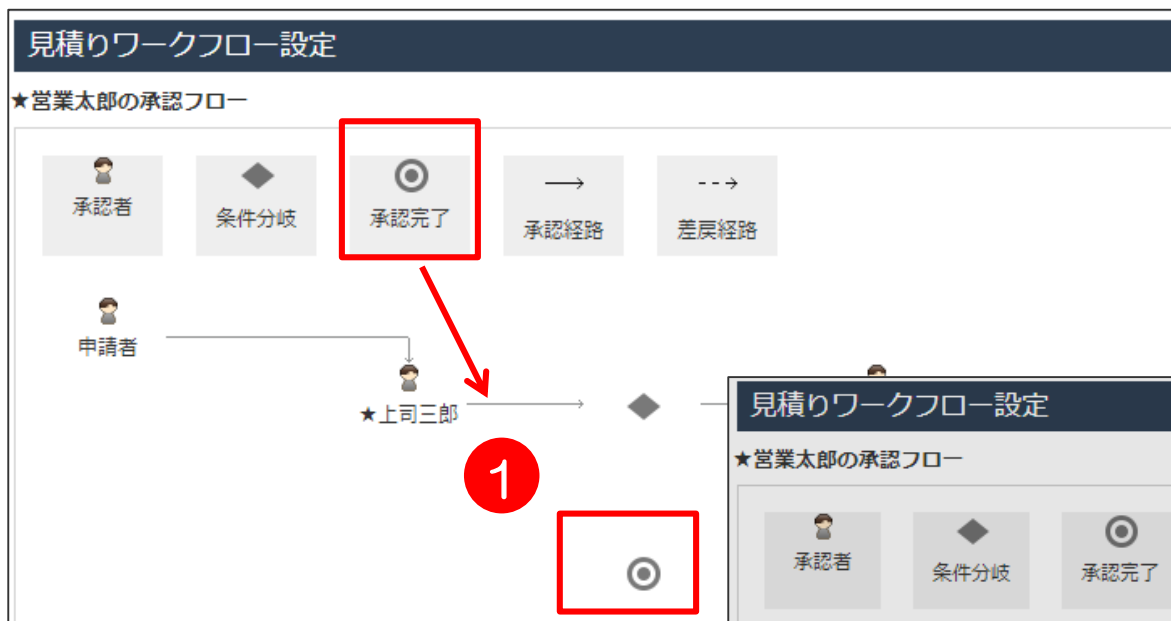 見積りワークフロー設定
★営業太郎の承認フロー
承認者
条件分岐
承認完了
承認経路
差戻経路
申請者
★上司三郎
1
見積りワークフロー設定
★営業太郎の承認フロー
承認者
条件分岐
承認完了